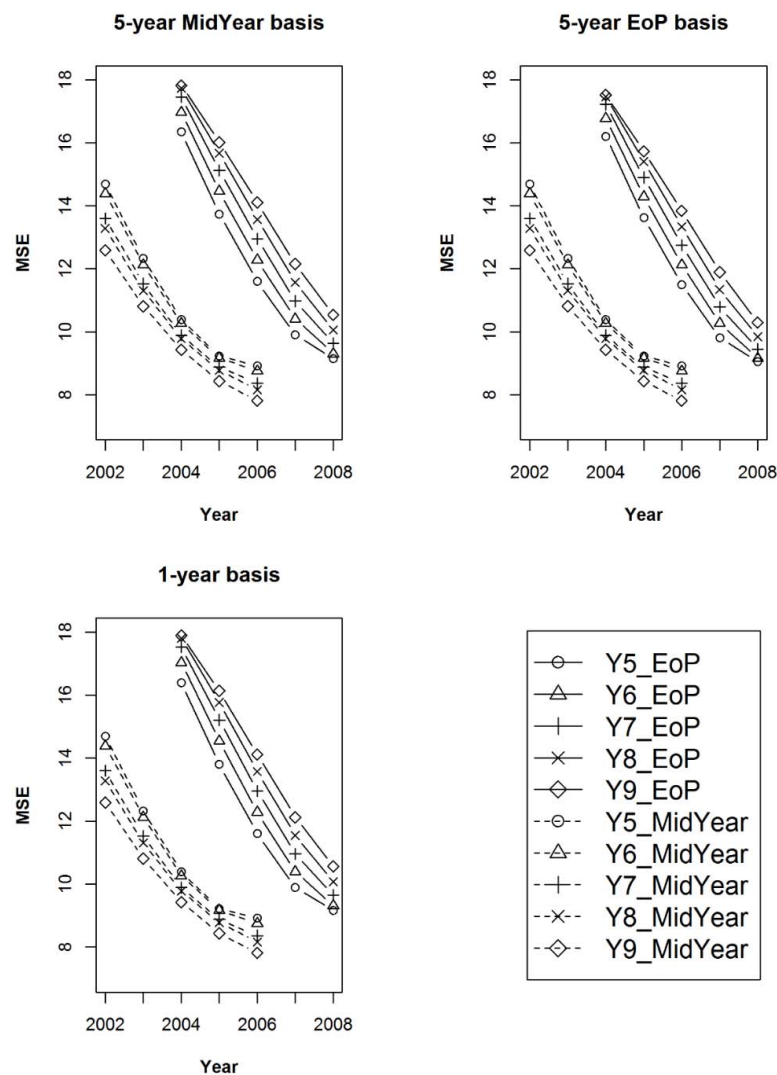 5-year MidYear basis
MSE
18
16
14
12
10
8
2002 2004 2006 2008
Year
5-year EoP basis
MSE
18
16
14
12
10
8
2002 2004 2006 2008
Year
1-year basis
MSE
18
16
14
12
10
8
2002 2004 2006 2008
Year
Y5_EoP
Y6_EoP
Y7_EoP
Y8_EoP
Y9_EoP
Y5_MidYear
Y6_MidYear
Y7_MidYear
Y8_MidYear
Y9_MidYear